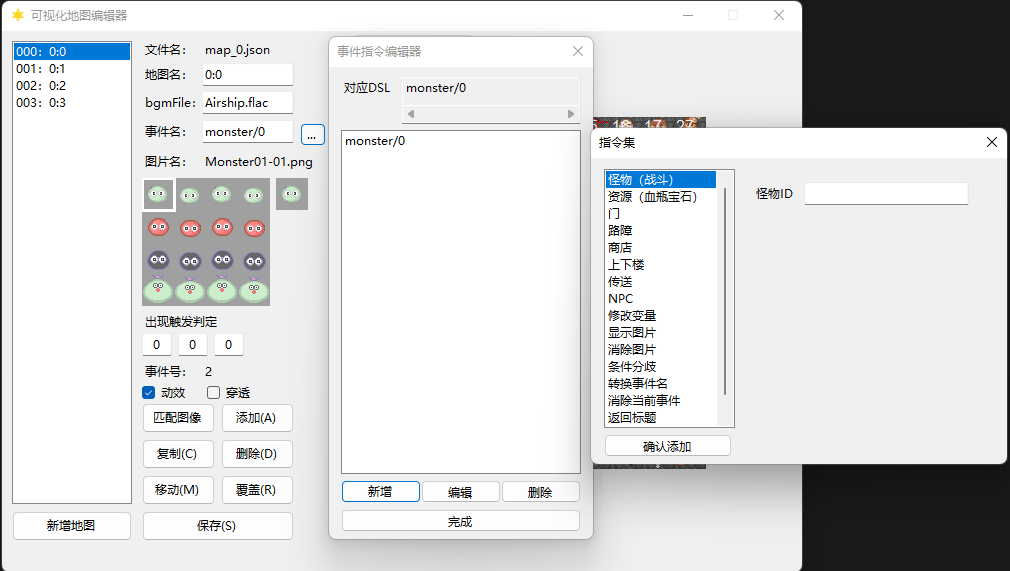 可视化地图编辑器
000: 0:0
001: 0:1
002: 0:2
003: 0:3
新增地图
文件名： map_0.json
地图名： 0:0
bgmFile: Airship.flac
事件名： monster/0 ...
图片名： Monster01-01.png
出现触发判定
0 0 0
事件号： 2
动效 穿透
匹配图像 添加(A)
复制(C) 删除(D)
移动(M) 覆盖(R)
保存(S)
事件指令编辑器
对应DSL monster/0
monster/0
新增 编辑 删除
完成
指令集
怪物（战斗）
资源（血瓶宝石）
门
路障
商店
上下楼
传送
NPC
修改变量
显示图片
消除图片
条件分歧
转换事件名
消除当前事件
返回标题
确认添加
怪物ID